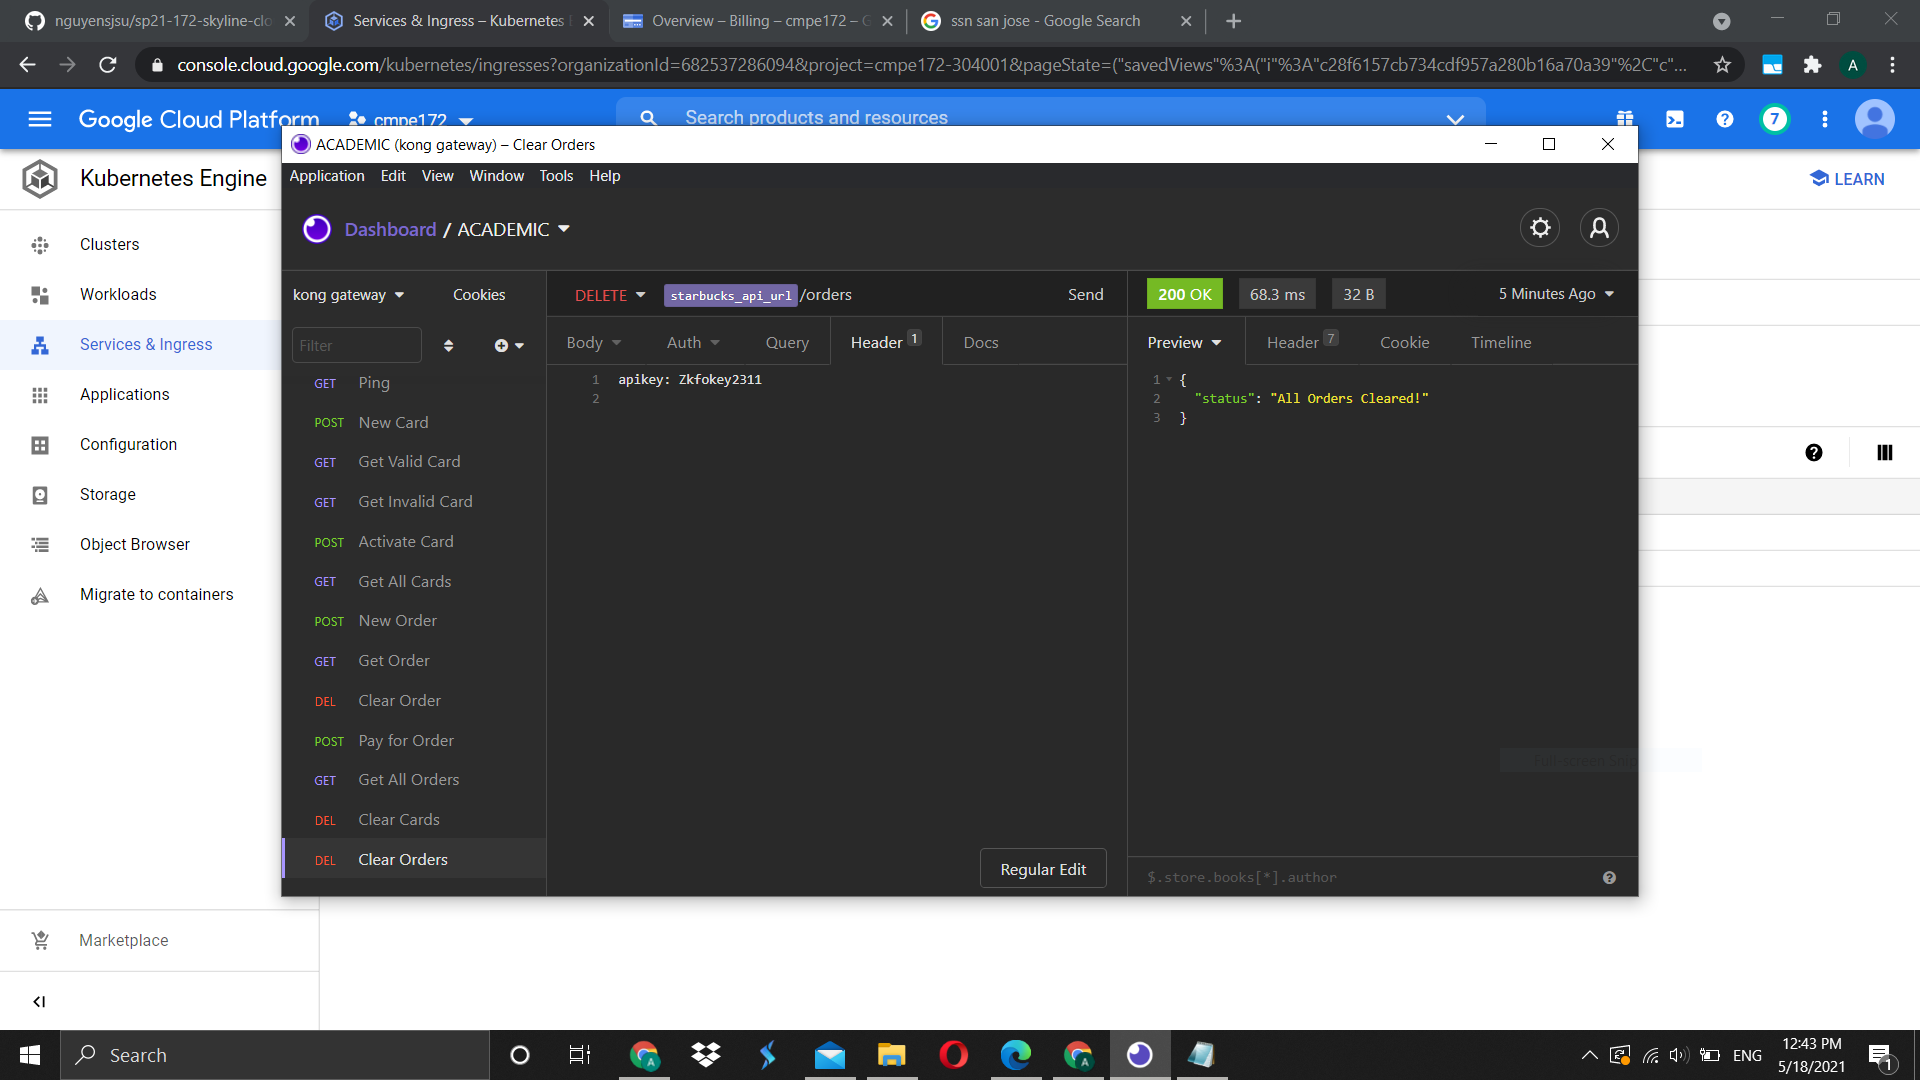 nguyensjsu/sp21-172-skyline-clo
Services & Ingress – Kubernetes
Overview – Billing – cmpe172 – G
ssn san jose - Google Search
console.cloud.google.com/kubernetes/ingresses?organizationId=682537286094&project=cmpe172-304001&pageState=("savedViews"%3A("i"%3A"c28f6157cb734cdf957a280b16a70a39"%2C"c"...
A
Google Cloud Platform
cmpe172
Search products and resources
7
ACADEMIC (kong gateway) – Clear Orders
Kubernetes Engine
LEARN
Application Edit View Window Tools Help
Dashboard / ACADEMIC
Clusters
Workloads
Services & Ingress
Applications
Configuration
Storage
Object Browser
Migrate to containers
Marketplace
kong gateway
Cookies
Filter
GET Ping
POST New Card
GET Get Valid Card
GET Get Invalid Card
POST Activate Card
GET Get All Cards
POST New Order
GET Get Order
DEL Clear Order
POST Pay for Order
GET Get All Orders
DEL Clear Cards
DEL Clear Orders
DELETE starbucks_api_url /orders Send
Body Auth Query Header 1 Docs
1 apikey: Zkfokey2311
2
Regular Edit
200 OK 68.3 ms 32 B 5 Minutes Ago
Preview Header 7 Cookie Timeline
1 {
2 "status": "All Orders Cleared!"
3 }
Full-screen Snip
$.store.books[*].author
Search
A
A
ENG
12:43 PM
5/18/2021
1